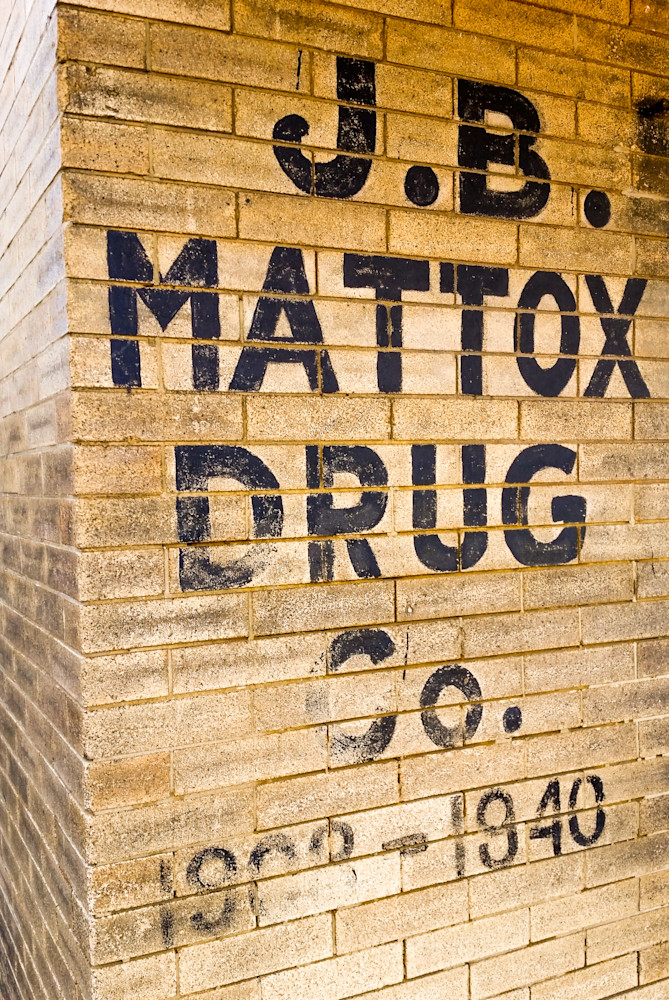 J.B.
MATTOX
DRUG
Co.
- 1940